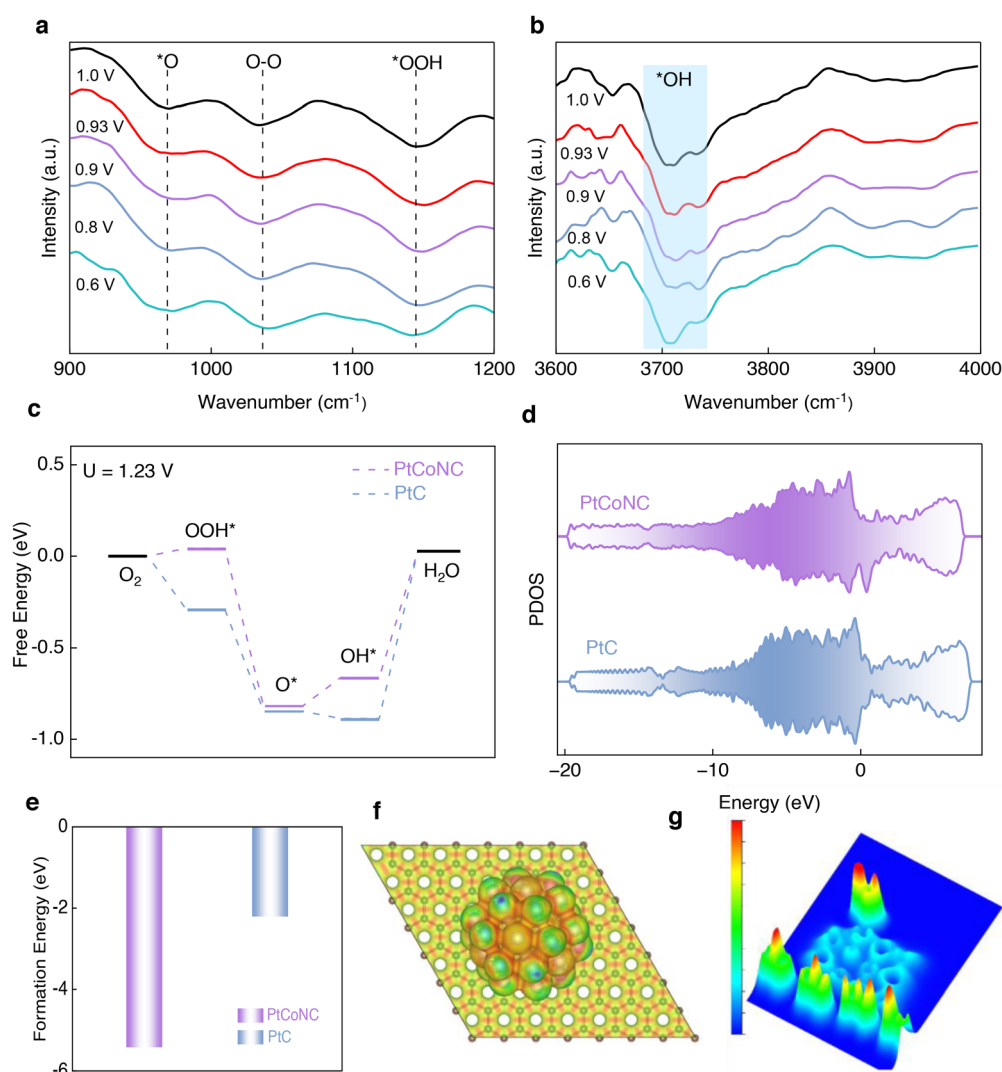 a
*O
O-O
*OOH
1.0 V
0.93 V
0.9 V
0.8 V
0.6 V
Intensity (a.u.)
900
1000
1100
1200
Wavenumber (cm⁻¹)
b
*OH
1.0 V
0.93 V
0.9 V
0.8 V
0.6 V
Intensity (a.u.)
3600
3700
3800
3900
4000
Wavenumber (cm⁻¹)
c
U = 1.23 V
PtCoNC
PtC
0.5
0.0
-0.5
-1.0
Free Energy (eV)
O₂
OOH*
O*
OH*
H₂O
d
PtCoNC
PtC
PDOS
−20
−10
0
Energy (eV)
e
0
-2
-4
-6
Formation Energy (eV)
PtCoNC
PtC
f
g